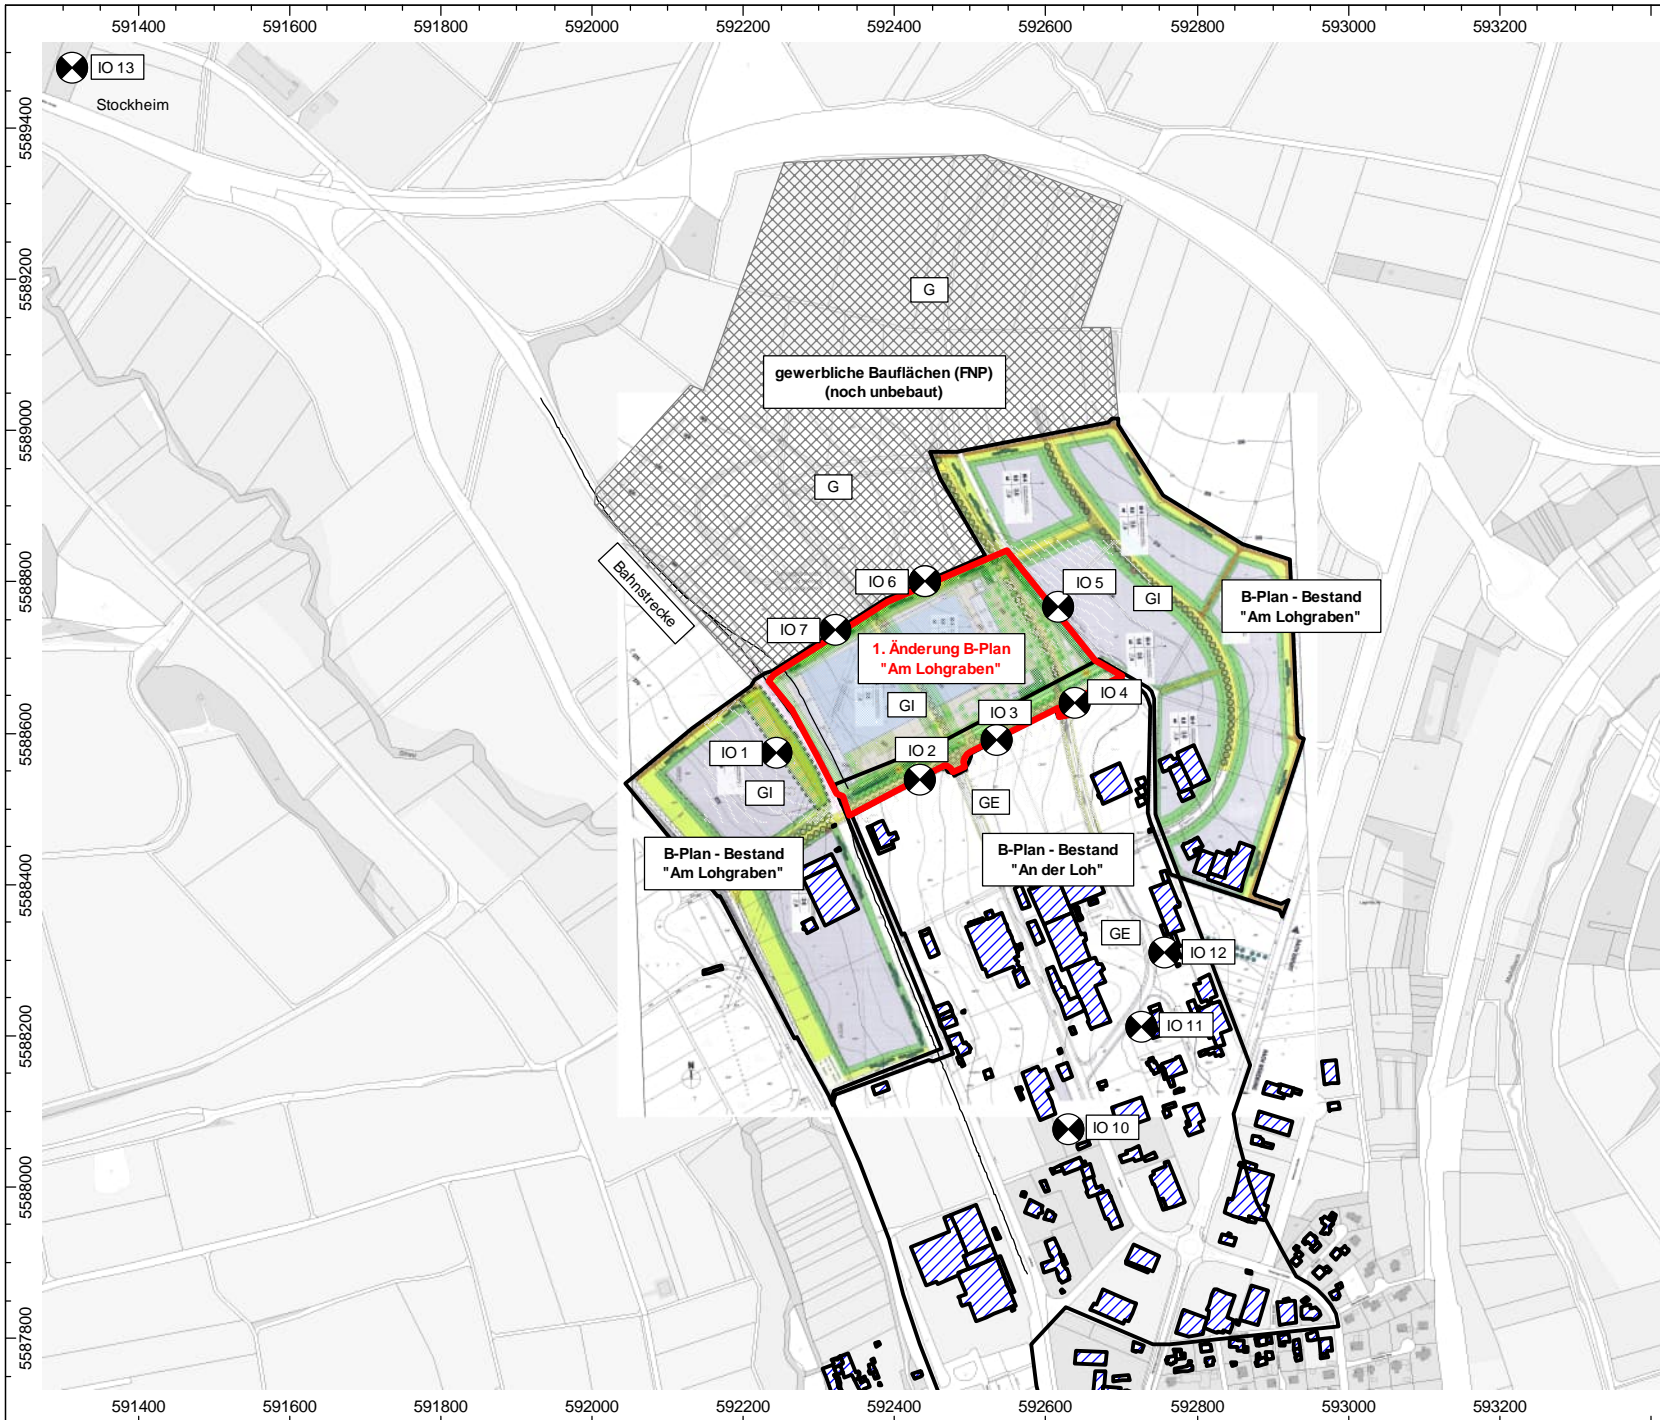 591400 591600 591800 592000 592200 592400 592600 592800 593000 593200
IO 13
Stockheim
5589400
5589200
G
gewerbliche Bauflächen (FNP)
(noch unbebaut)
5589000
G
5588800
Bahnstrecke
IO 6
IO 5
GI
B-Plan - Bestand
"Am Lohgraben"
IO 7
1. Änderung B-Plan
"Am Lohgraben"
IO 4
GI
IO 3
5588600
IO 1
IO 2
GI
GE
B-Plan - Bestand
"Am Lohgraben"
B-Plan - Bestand
"An der Loh"
5588400
GE
IO 12
IO 11
5588200
N
IO 10
5588000
5587800
591400 591600 591800 592000 592200 592400 592600 592800 593000 593200